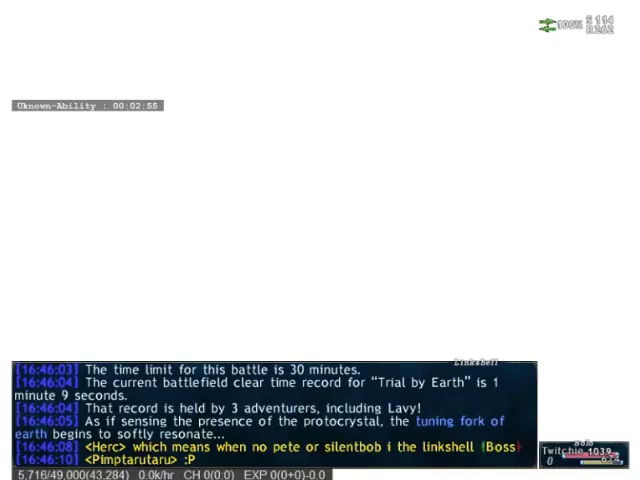 100% S 114
R 262
Uknown-Ability : 00:02:55
Linkshell
[16:46:03] The time limit for this battle is 30 minutes.
[16:46:04] The current battlefield clear time record for “Trial by Earth” is 1
minute 9 seconds.
[16:46:04] That record is held by 3 adventurers, including Lavy!
[16:46:05] As if sensing the presence of the protocrystal, the tuning fork of
earth begins to softly resonate...
[16:46:08] <Herc> which means when no pete or silentbob i the linkshell (Boss)
[16:46:10] <Pimptarutaru> :P
Solo
Twitchie 1039
0 674
5,716/49,000(43,284) 0.0k/hr CH 0(0:0) EXP 0(0+0)-0.0